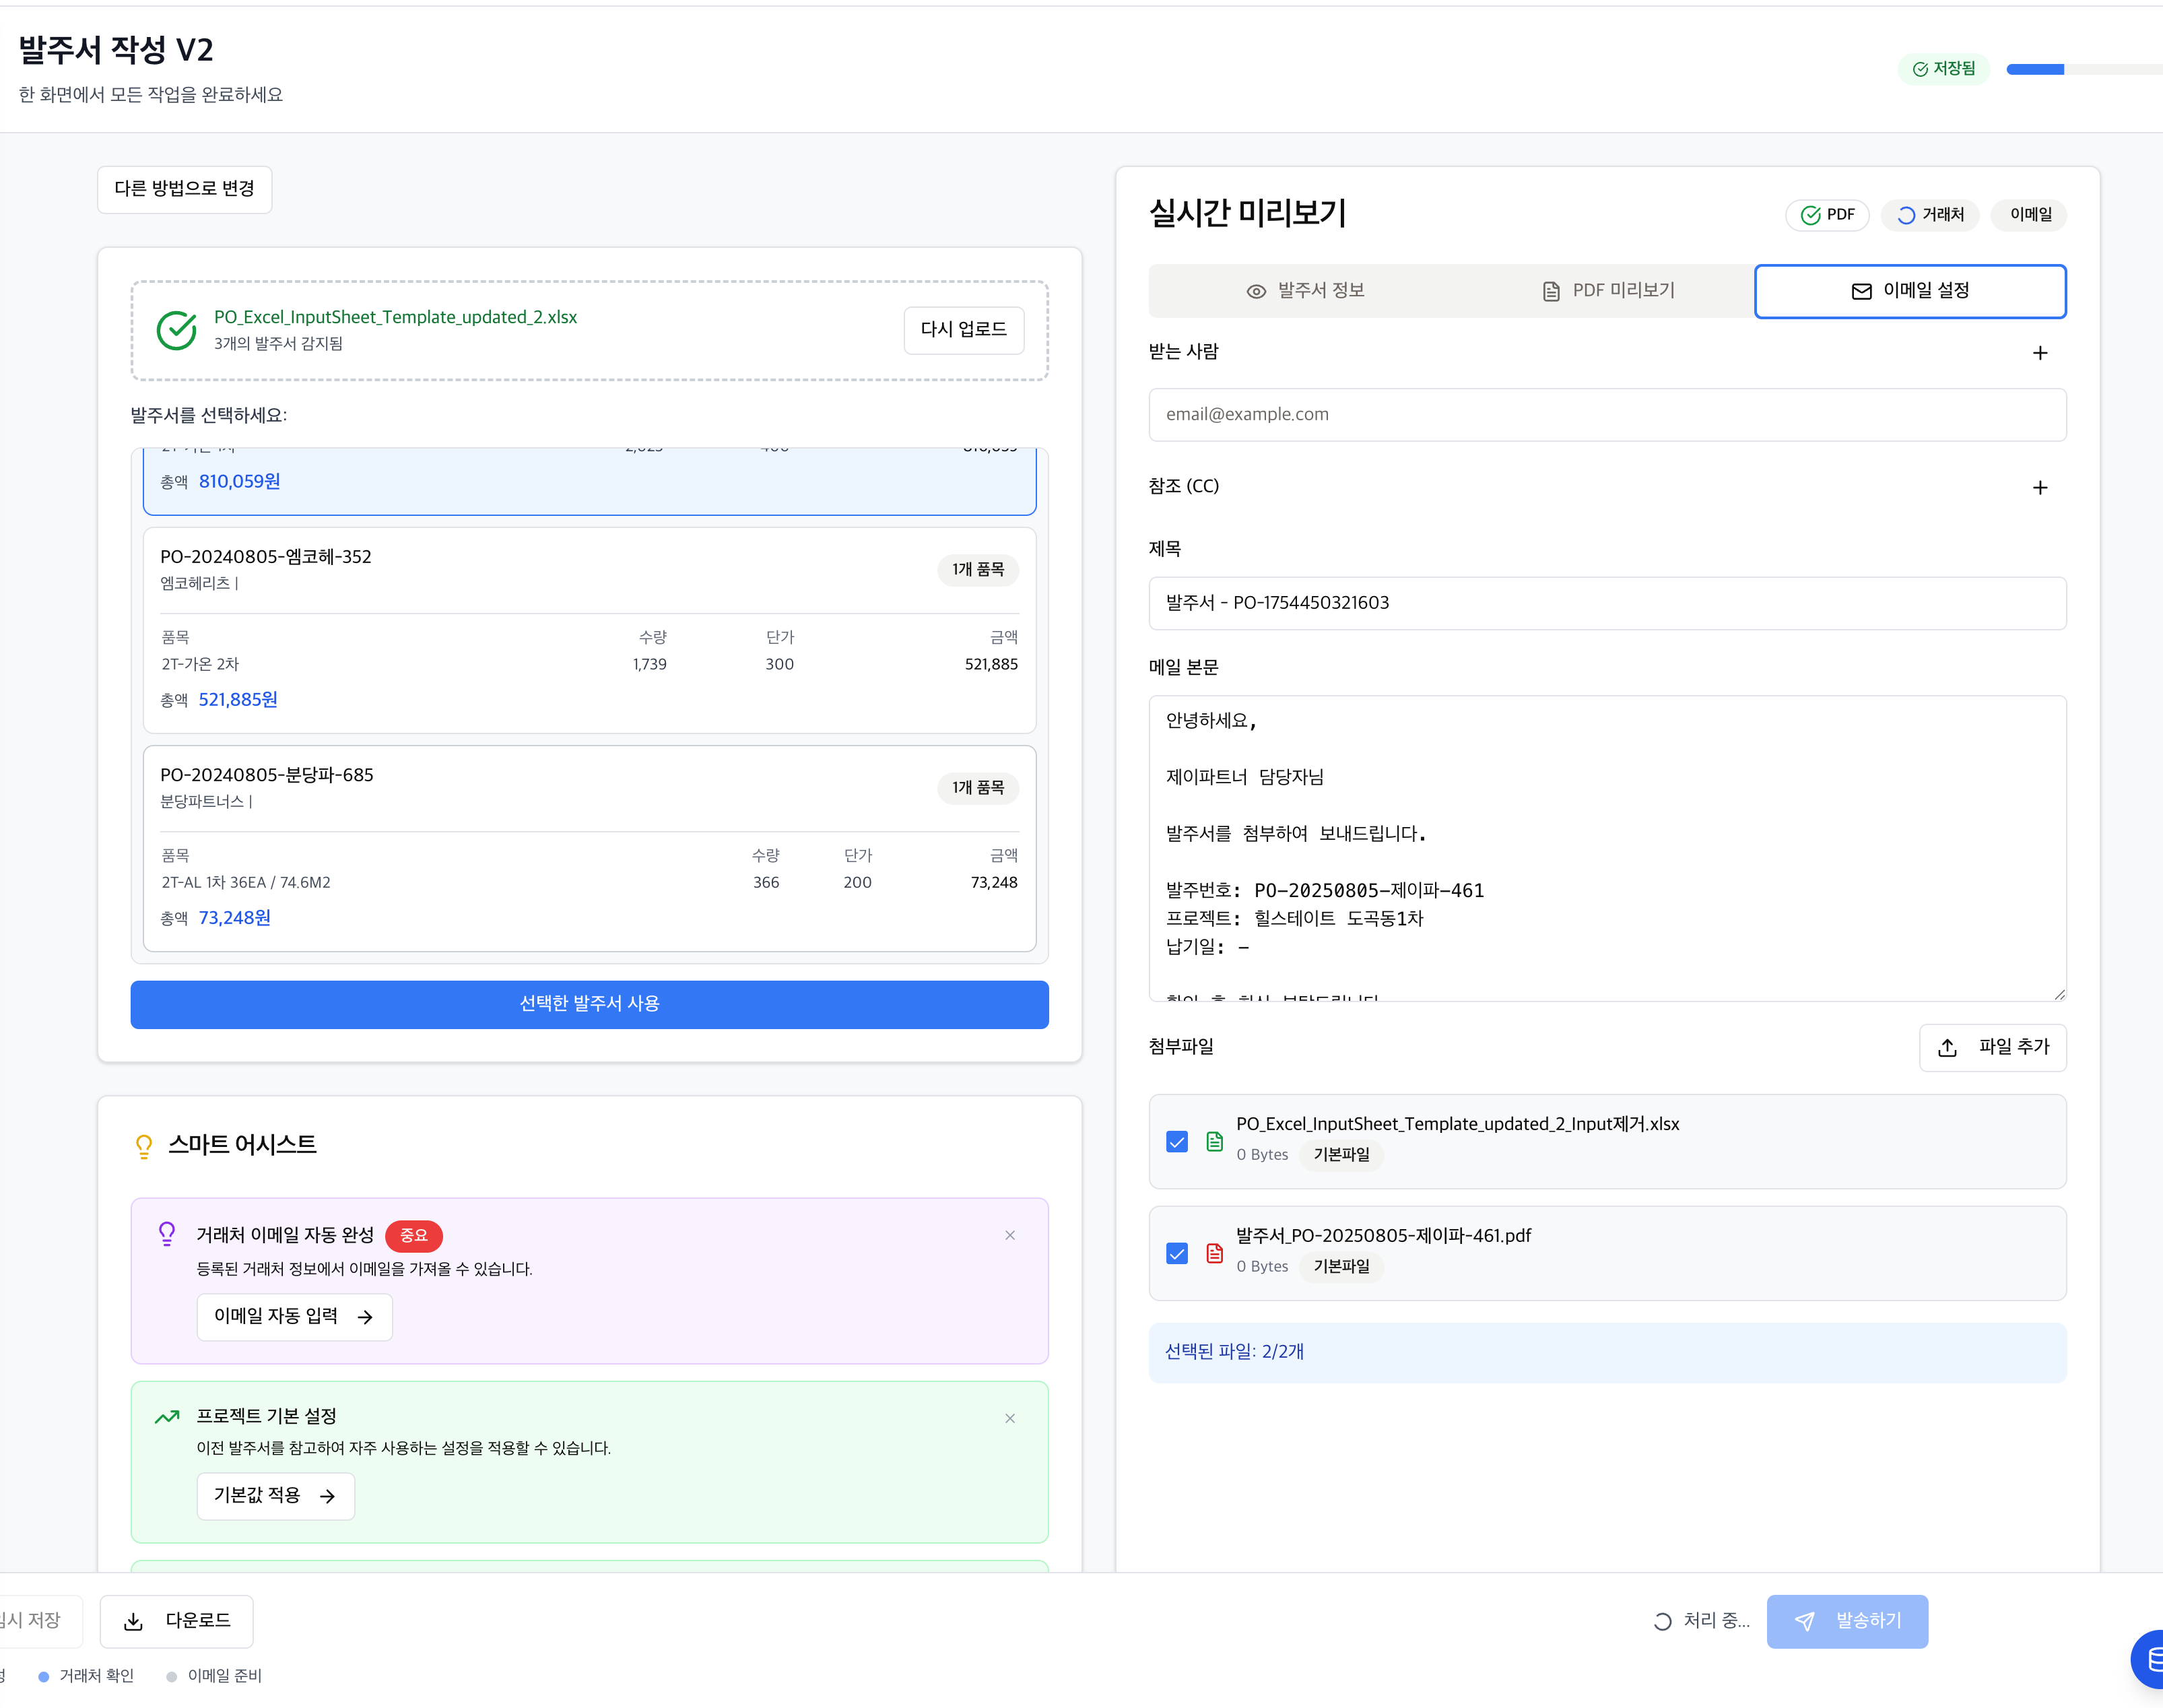 발주서 작성 V2
한 화면에서 모든 작업을 완료하세요
저장됨
다른 방법으로 변경
PO_Excel_InputSheet_Template_updated_2.xlsx
3개의 발주서 감지됨
다시 업로드
발주서를 선택하세요:
총액 810,059원
PO-20240805-엠코헤-352
엠코헤리츠 |
1개 품목
품목 수량 단가 금액
2T-가온 2차 1,739 300 521,885
총액 521,885원
PO-20240805-분당파-685
분당파트너스 |
1개 품목
품목 수량 단가 금액
2T-AL 1차 36EA / 74.6M2 366 200 73,248
총액 73,248원
선택한 발주서 사용
스마트 어시스트
거래처 이메일 자동 완성 중요
등록된 거래처 정보에서 이메일을 가져올 수 있습니다.
이메일 자동 입력
프로젝트 기본 설정
이전 발주서를 참고하여 자주 사용하는 설정을 적용할 수 있습니다.
기본값 적용
실시간 미리보기
PDF 거래처 이메일
발주서 정보 PDF 미리보기 이메일 설정
받는 사람
email@example.com
참조 (CC)
제목
발주서 - PO-1754450321603
메일 본문
안녕하세요,
제이파트너 담당자님
발주서를 첨부하여 보내드립니다.
발주번호: PO-20250805-제이파-461
프로젝트: 힐스테이트 도곡동1차
납기일: -
첨부파일
파일 추가
PO_Excel_InputSheet_Template_updated_2_Input제거.xlsx
0 Bytes 기본파일
발주서_PO-20250805-제이파-461.pdf
0 Bytes 기본파일
선택된 파일: 2/2개
시 저장
다운로드
처리 중...
발송하기
거래처 확인
이메일 준비